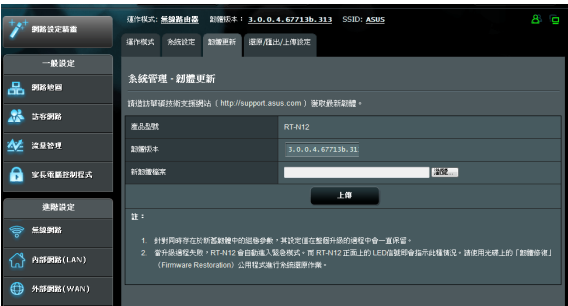 網路設定精靈
一般設定
網路地圖
訪客網路
流量管理
家長電腦控制程式
進階設定
無線網路
內部網路(LAN)
外部網路(WAN)
運作模式: 無線路由器 韌體版本: 3.0.0.4.67713b.313 SSID: ASUS
運作模式 系統設定 韌體更新 還原/匯出/上傳設定
系統管理 - 韌體更新
請造訪華碩技術支援網站 ( http://support.asus.com ) 獲取最新韌體。
產品型號 RT-N12
韌體版本 3.0.0.4.67713b.31
新韌體檔案 瀏覽...
上傳
註:
1. 針對同時存在於新舊韌體中的組態參數,其設定值在整個升級的過程中會一直保留。
2. 當升級過程失敗,RT-N12 會自動進入緊急模式。而 RT-N12 正面上的 LED信號即會指示此種情況。請使用光碟上的「韌體修復」
(Firmware Restoration) 公用程式進行系統還原作業。